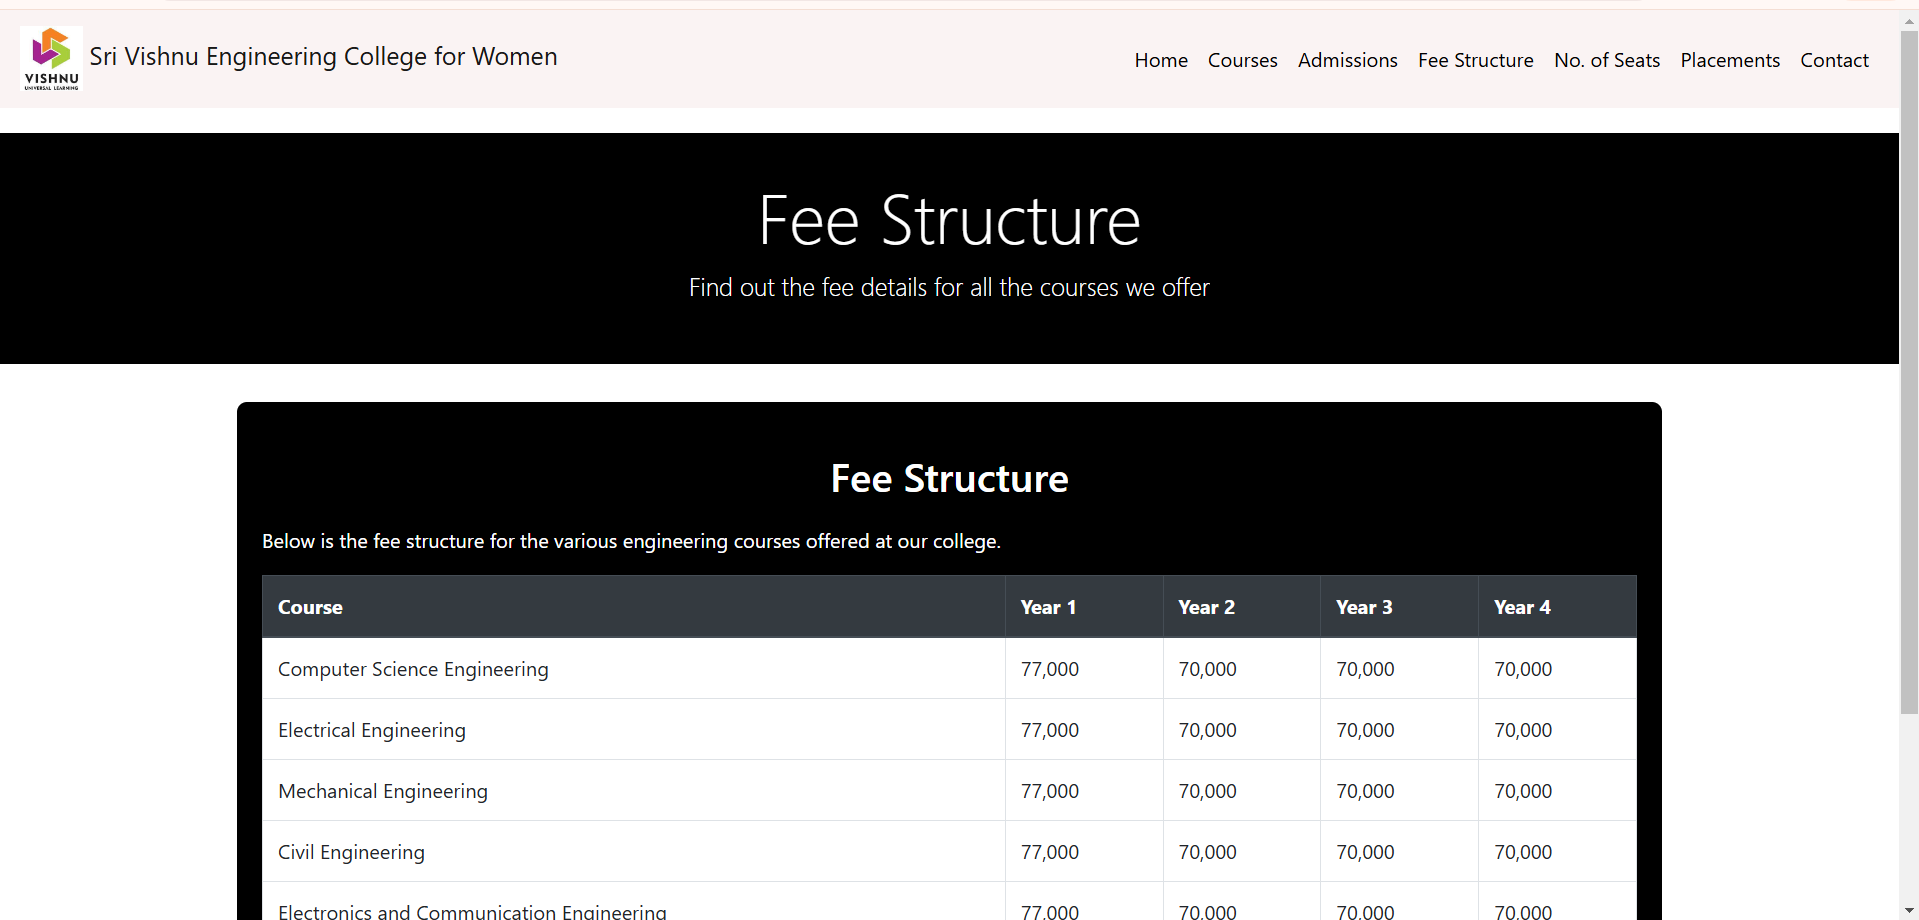 VISHNU
UNIVERSAL LEARNING
Sri Vishnu Engineering College for Women
Home Courses Admissions Fee Structure No. of Seats Placements Contact
Fee Structure
Find out the fee details for all the courses we offer
Fee Structure
Below is the fee structure for the various engineering courses offered at our college.
Course Year 1 Year 2 Year 3 Year 4
Computer Science Engineering 77,000 70,000 70,000 70,000
Electrical Engineering 77,000 70,000 70,000 70,000
Mechanical Engineering 77,000 70,000 70,000 70,000
Civil Engineering 77,000 70,000 70,000 70,000
Electronics and Communication Engineering 77,000 70,000 70,000 70,000